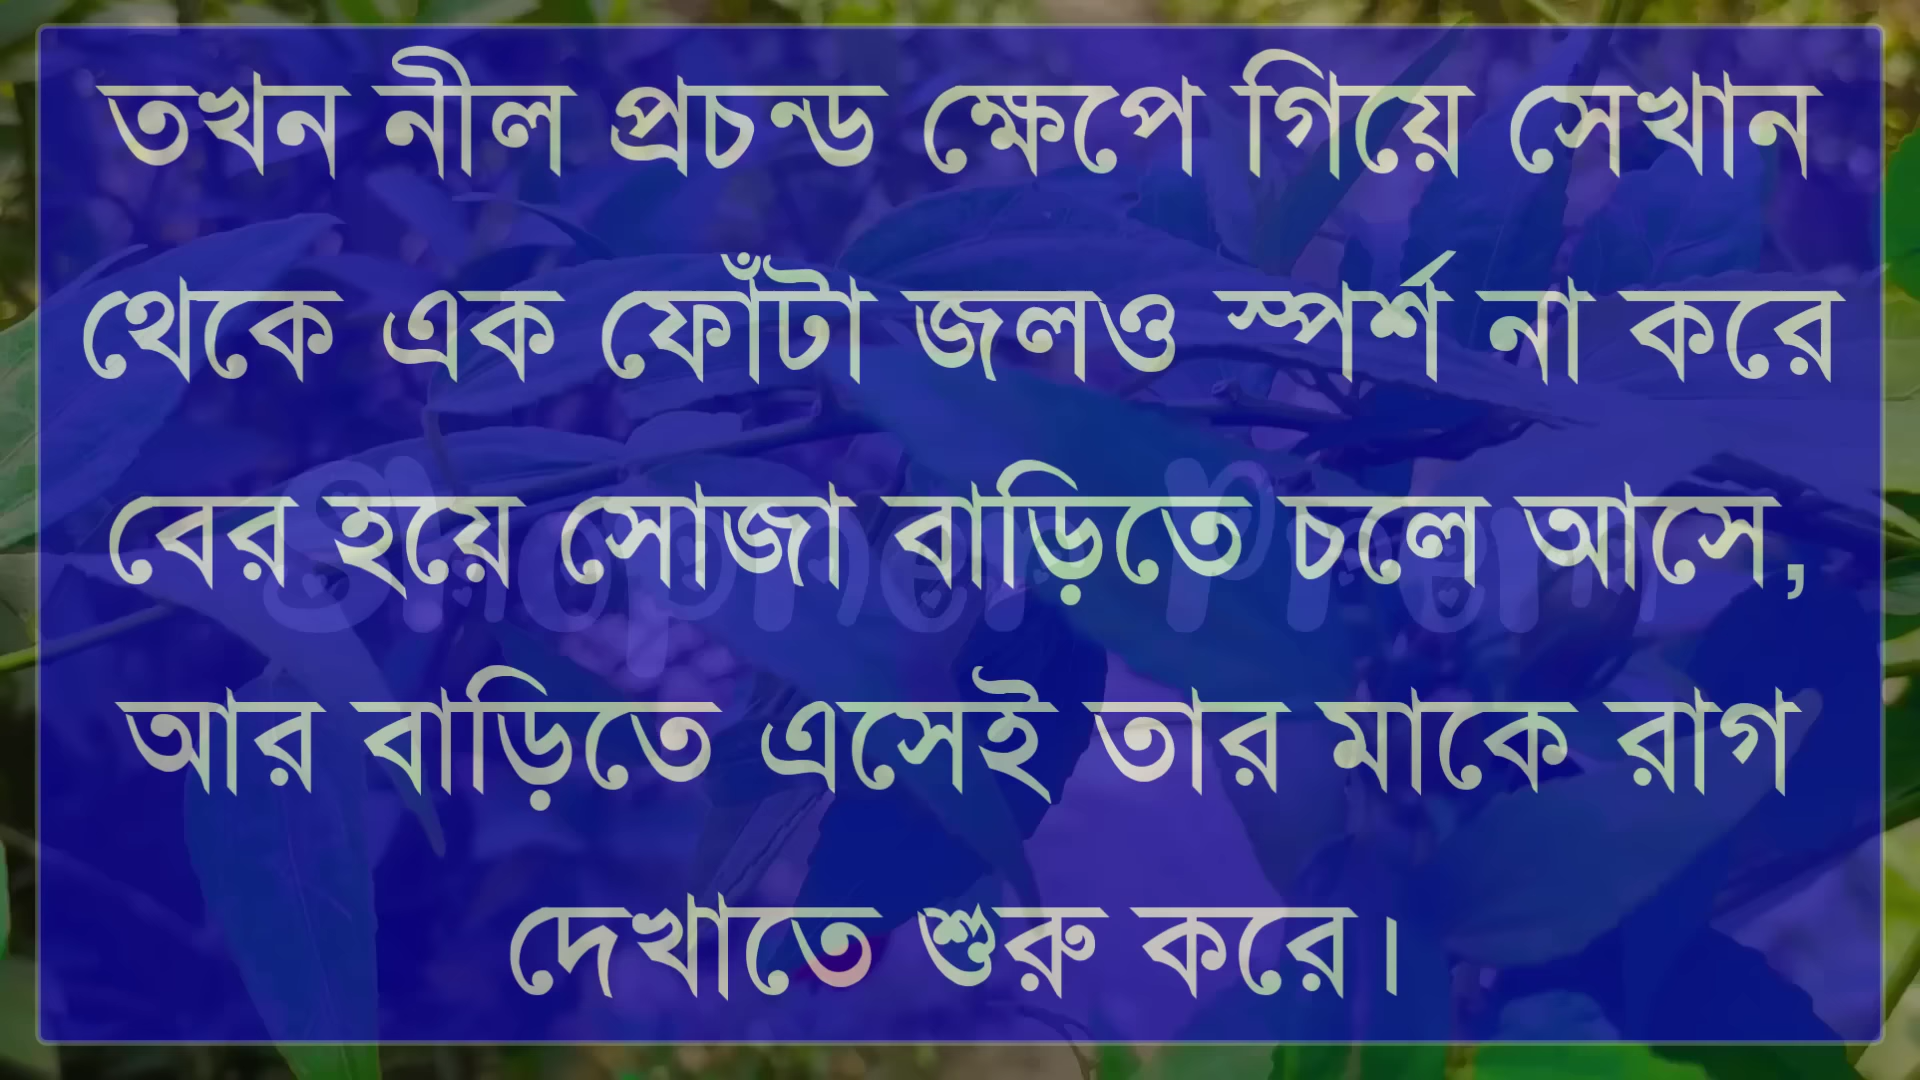 তখন নীল প্রচন্ড ক্ষেপে গিয়ে সেখান
থেকে এক ফোঁটা জলও স্পর্শ না করে
বের হয়ে সোজা বাড়িতে চলে আসে,
আর বাড়িতে এসেই তার মাকে রাগ
দেখাতে শুরু করে।